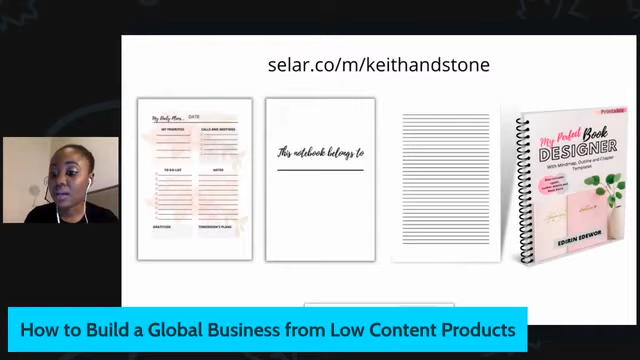 selar.co/m/keithandstone
My Daily Plans...
DATE
MY PRIORITIES
CALLS AND MEETINGS
TO DO LIST
NOTES
GRATITUDE
TOMORROW'S PLANS
This notebook belongs to
Printable
My Perfect Book
DESIGNER
With Mindmap, Outline and Chapter
Templates
EDIRIN EDEWOR
How to Build a Global Business from Low Content Products